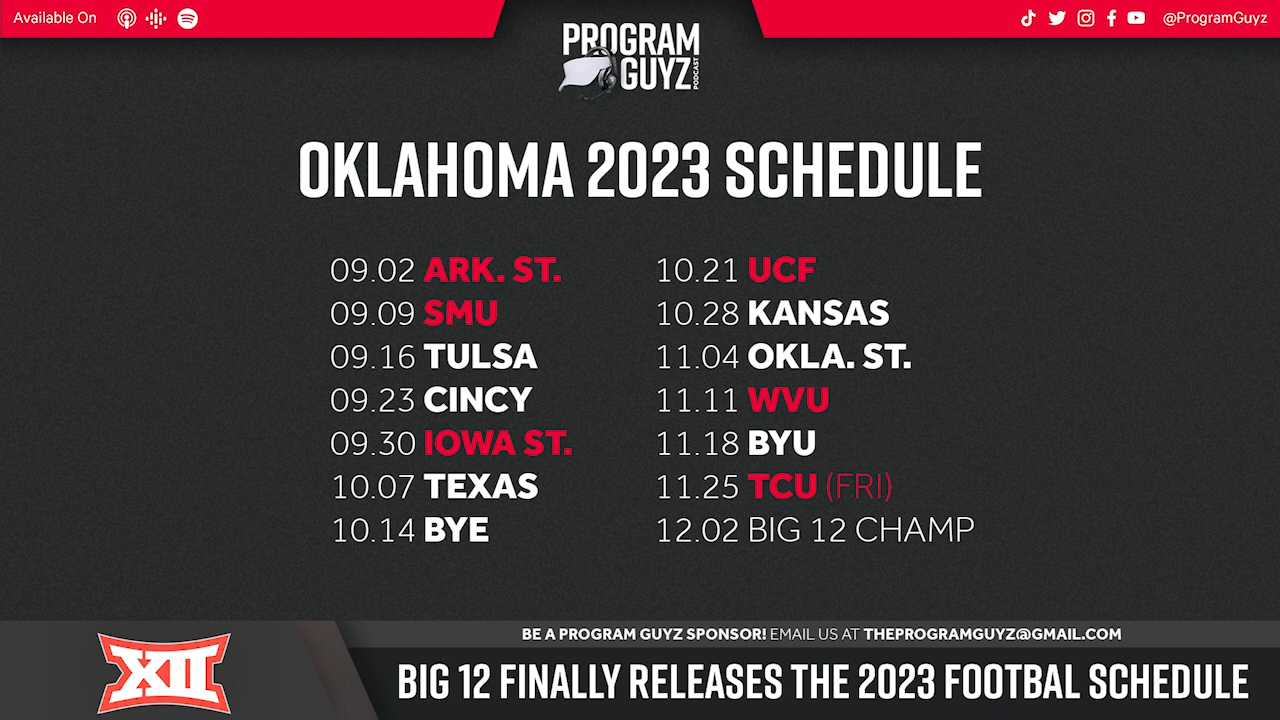 Available On
@ProgramGuyz
PROGRAM
GUYZ
PODCAST
OKLAHOMA 2023 SCHEDULE
09.02 ARK. ST.
09.09 SMU
09.16 TULSA
09.23 CINCY
09.30 IOWA ST.
10.07 TEXAS
10.14 BYE
10.21 UCF
10.28 KANSAS
11.04 OKLA. ST.
11.11 WVU
11.18 BYU
11.25 TCU (FRI)
12.02 BIG 12 CHAMP
BE A PROGRAM GUYZ SPONSOR! EMAIL US AT THEPROGRAMGUYZ@GMAIL.COM
XII
BIG 12 FINALLY RELEASES THE 2023 FOOTBAL SCHEDULE